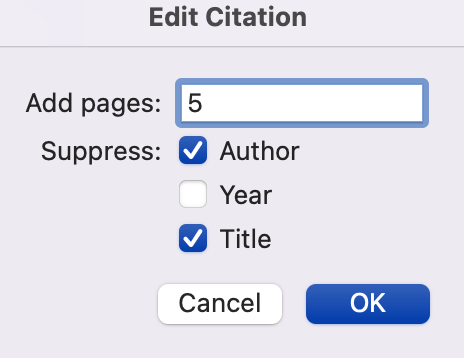 Edit Citation
Add pages: 5
Suppress: Author
Year
Title
Cancel OK